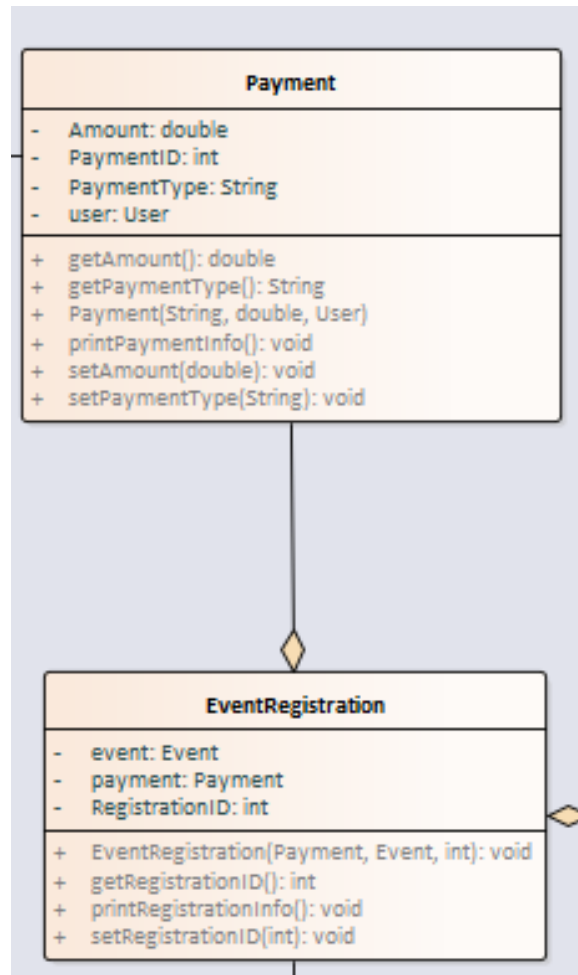 Payment
- Amount: double
- PaymentID: int
- PaymentType: String
- user: User
+ getAmount(): double
+ getPaymentType(): String
+ Payment(String, double, User)
+ printPaymentInfo(): void
+ setAmount(double): void
+ setPaymentType(String): void
EventRegistration
- event: Event
- payment: Payment
- RegistrationID: int
+ EventRegistration(Payment, Event, int): void
+ getRegistrationID(): int
+ printRegistrationInfo(): void
+ setRegistrationID(int): void